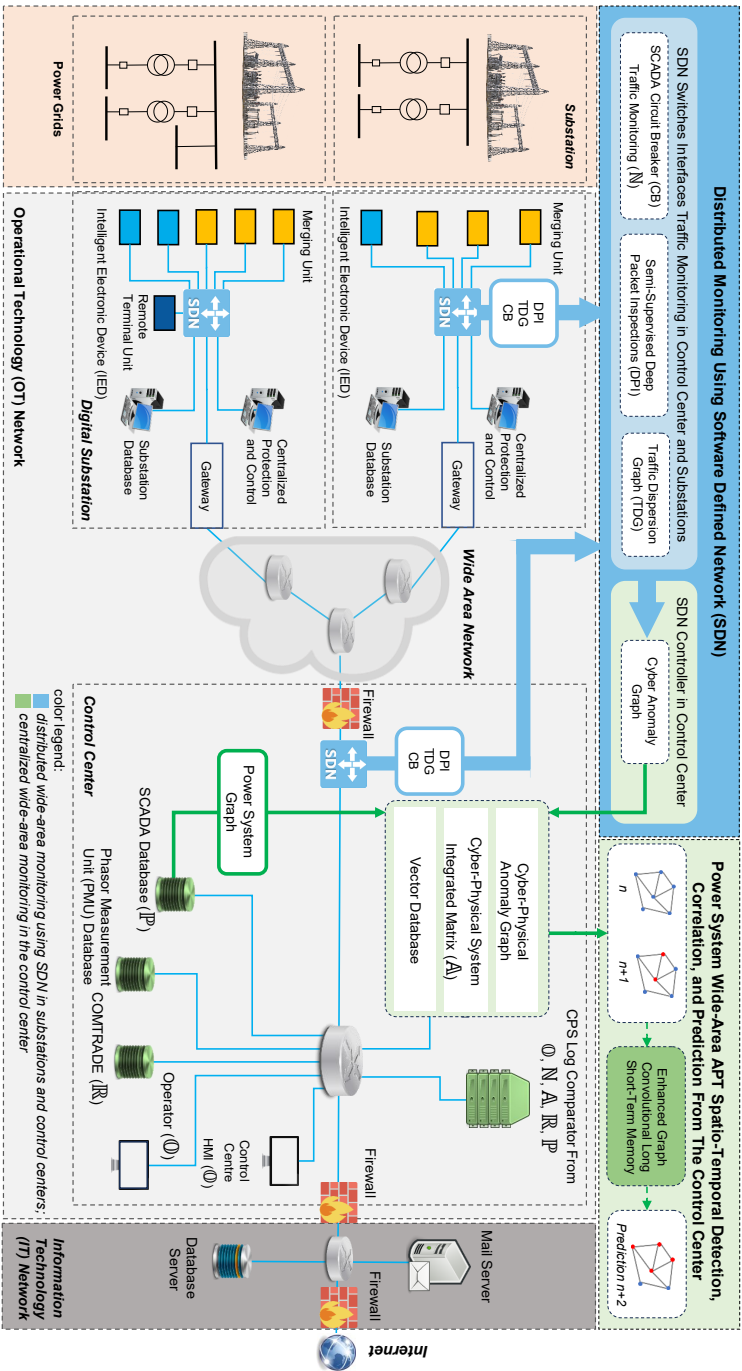 Distributed Monitoring Using Software Defined Network (SDN)
SDN Switches Interfaces Traffic Monitoring in Control Center and Substations
SCADA Circuit Breaker (CB)
Traffic Monitoring (ℕ)
Semi-Supervised Deep
Packet Inspections (DPI)
Traffic Dispersion
Graph (TDG)
SDN Controller in Control Center
Cyber Anomaly
Graph
Power System Wide-Area APT Spatio-Temporal Detection,
Correlation, and Prediction From The Control Center
n
n+1
Enhanced Graph
Convolutional Long
Short-Term Memory
Prediction n+2
Substation
Power Grids
Merging Unit
Intelligent Electronic Device (IED)
SDN
DPI
TDG
CB
Centralized
Protection
and Control
Substation
Database
Gateway
Merging Unit
Intelligent Electronic Device (IED)
SDN
Remote
Terminal Unit
Centralized
Protection
and Control
Substation
Database
Gateway
Digital Substation
Operational Technology (OT) Network
Wide Area Network
Firewall
SDN
DPI
TDG
CB
Control Center
Power System
Graph
Cyber-Physical
Anomaly Graph
Cyber-Physical System
Integrated Matrix (𝔸)
Vector Database
SCADA Database (ℙ)
Phasor Measurement
Unit (PMU) Database
COMTRADE (ℝ)
Operator (𝕆)
Control
Centre
HMI (𝕆)
CPS Log Comparator From
𝕆, ℕ, 𝔸, ℝ, ℙ
Firewall
color legend:
distributed wide-area monitoring using SDN in substations and control centers;
centralized wide-area monitoring in the control center
Mail Server
Database
Server
Firewall
Information
Technology
(IT) Network
Internet